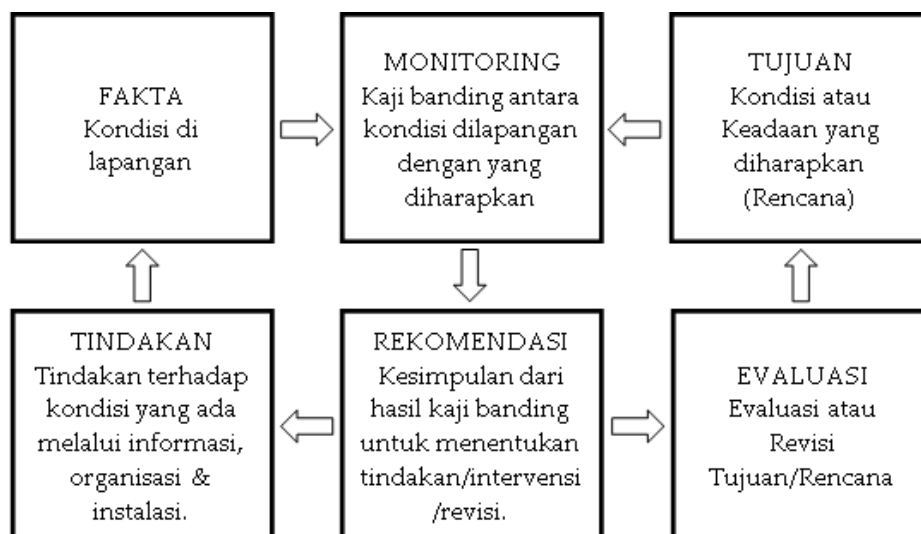 FAKTA
Kondisi di
lapangan
MONITORING
Kaji banding antara
kondisi dilapangan
dengan yang
diharapkan
TUJUAN
Kondisi atau
Keadaan yang
diharapkan
(Rencana)
TINDAKAN
Tindakan terhadap
kondisi yang ada
melalui informasi,
organisasi &
instalasi.
REKOMENDASI
Kesimpulan dari
hasil kaji banding
untuk menentukan
tindakan/intervensi
/revisi.
EVALUASI
Evaluasi atau
Revisi
Tujuan/Rencana